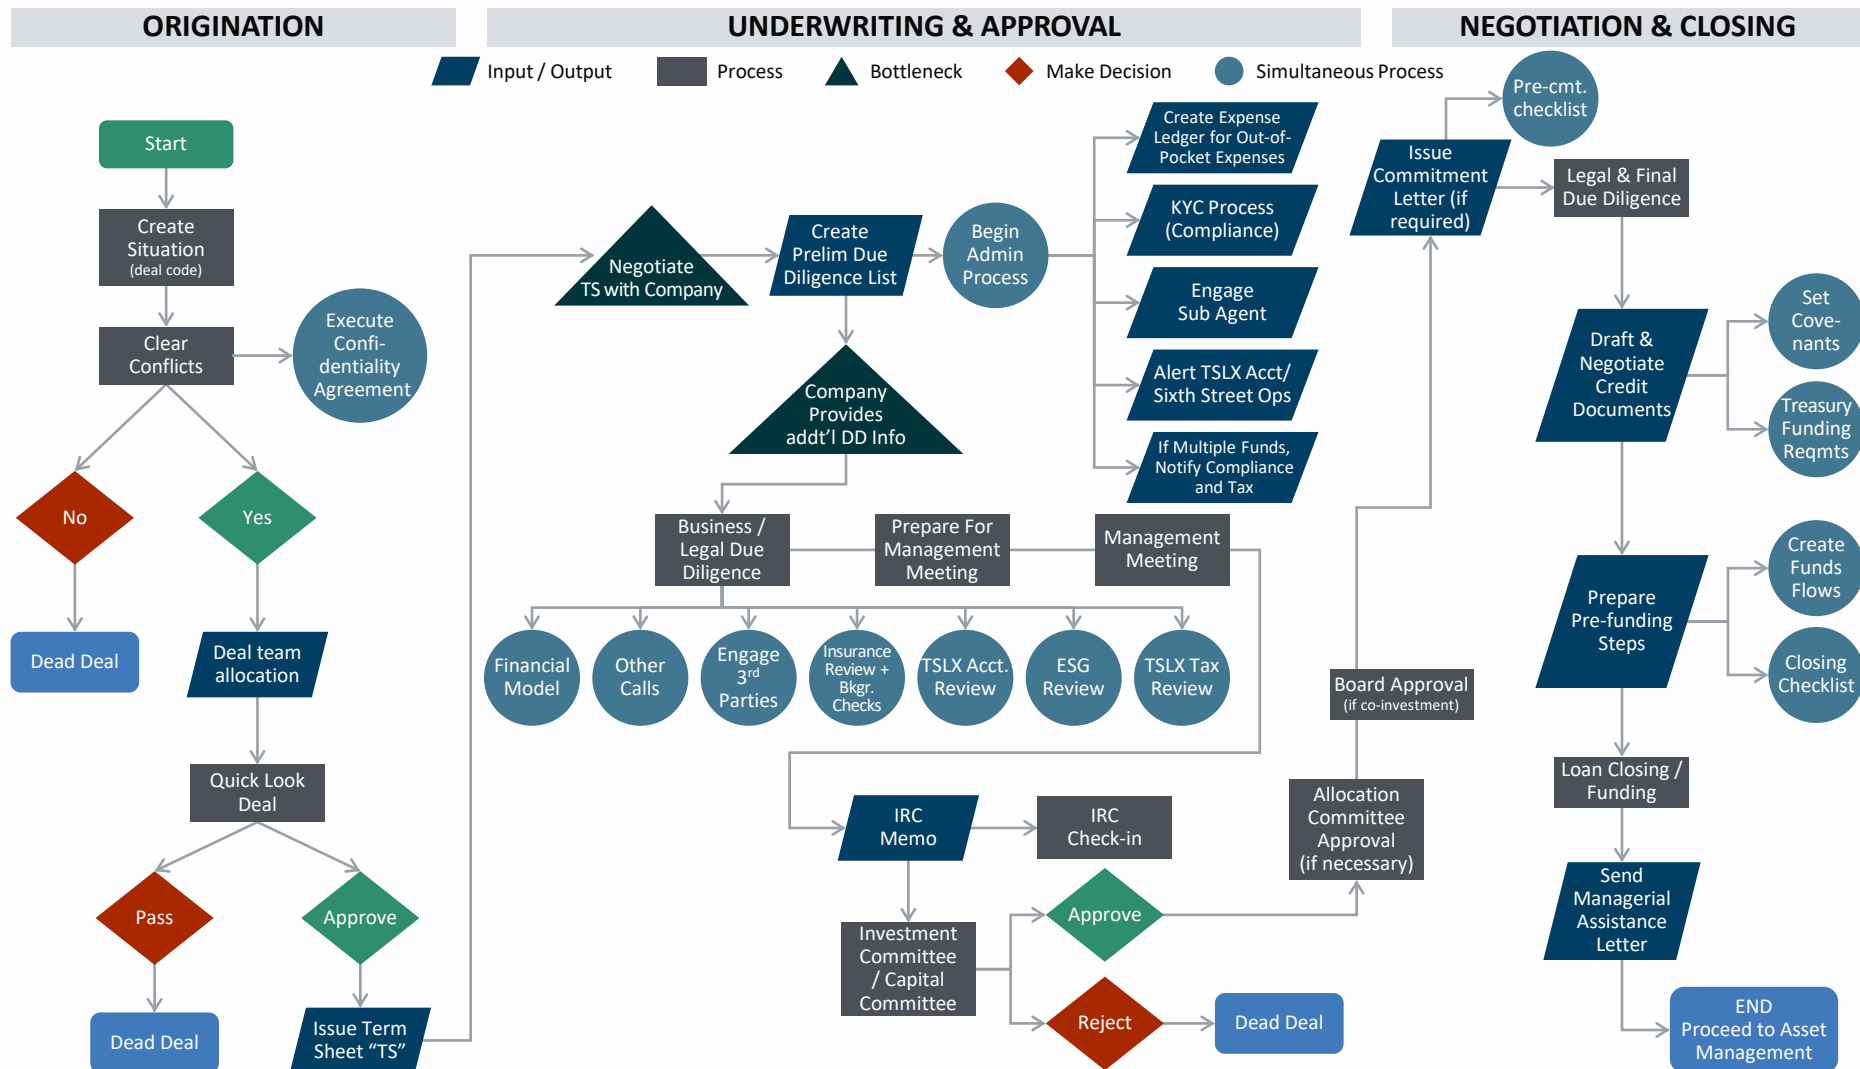 ORIGINATION
UNDERWRITING & APPROVAL
NEGOTIATION & CLOSING
Input / Output
Process
Bottleneck
Make Decision
Simultaneous Process
Start
Create
Situation
(deal code)
Clear
Conflicts
Execute
Confi-
dentiality
Agreement
No
Yes
Dead Deal
Deal team
allocation
Quick Look
Deal
Pass
Approve
Dead Deal
Issue Term
Sheet “TS”
Negotiate
TS with Company
Create
Prelim Due
Diligence List
Begin
Admin
Process
Create Expense
Ledger for Out-of-
Pocket Expenses
KYC Process
(Compliance)
Engage
Sub Agent
Alert TSLX Acct/
Sixth Street Ops
If Multiple Funds,
Notify Compliance
and Tax
Company
Provides
addt’l DD Info
Business /
Legal Due
Diligence
Prepare For
Management
Meeting
Management
Meeting
Financial
Model
Other
Calls
Engage
3rd
Parties
Insurance
Review +
Bkgr.
Checks
TSLX Acct.
Review
ESG
Review
TSLX Tax
Review
IRC
Memo
IRC
Check-in
Investment
Committee
/ Capital
Committee
Approve
Reject
Dead Deal
Allocation
Committee
Approval
(if necessary)
Board Approval
(if co-investment)
Issue
Commitment
Letter (if
required)
Pre-cmt.
checklist
Legal & Final
Due Diligence
Draft &
Negotiate
Credit
Documents
Set
Cove-
nants
Treasury
Funding
Reqmts
Prepare
Pre-funding
Steps
Create
Funds
Flows
Closing
Checklist
Loan Closing /
Funding
Send
Managerial
Assistance
Letter
END
Proceed to Asset
Management